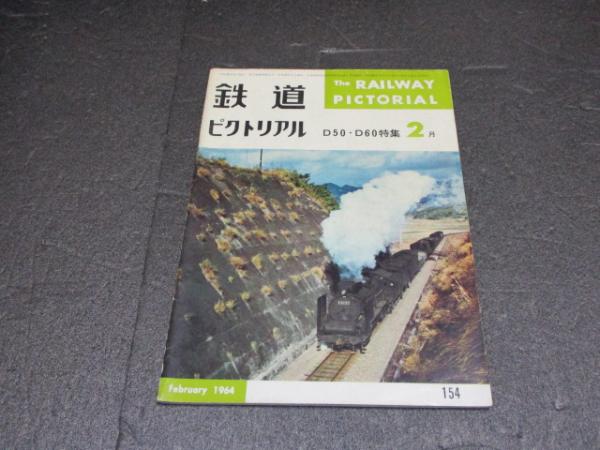 鉄道
The RAILWAY
PICTORIAL
ピクトリアル
D50・D60特集 2月
February 1964
154